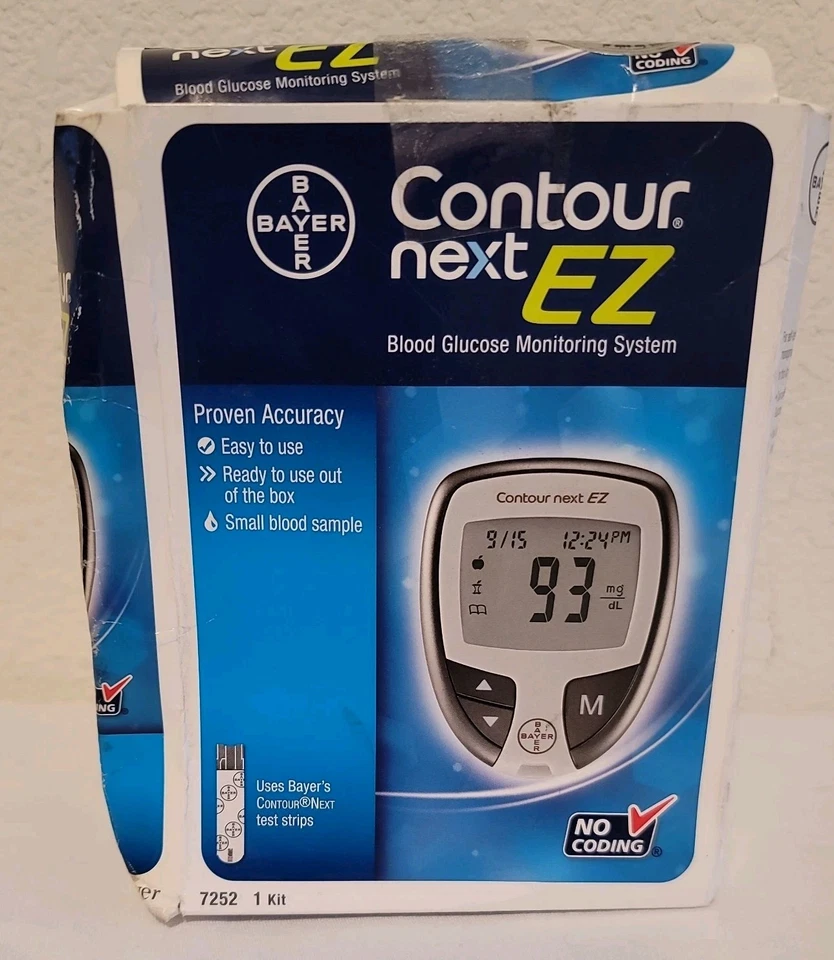 next EZ
Blood Glucose Monitoring System
NO
CODING
BAYER
BAYER
Contour®
next EZ
Blood Glucose Monitoring System
Proven Accuracy
Easy to use
Ready to use out
of the box
Small blood sample
Contour next EZ
9/15 12:24PM
93 mg
dL
M
BAYER
BAYER
Uses Bayer's
CONTOUR®NEXT
test strips
NO
CODING®
7252 1 Kit